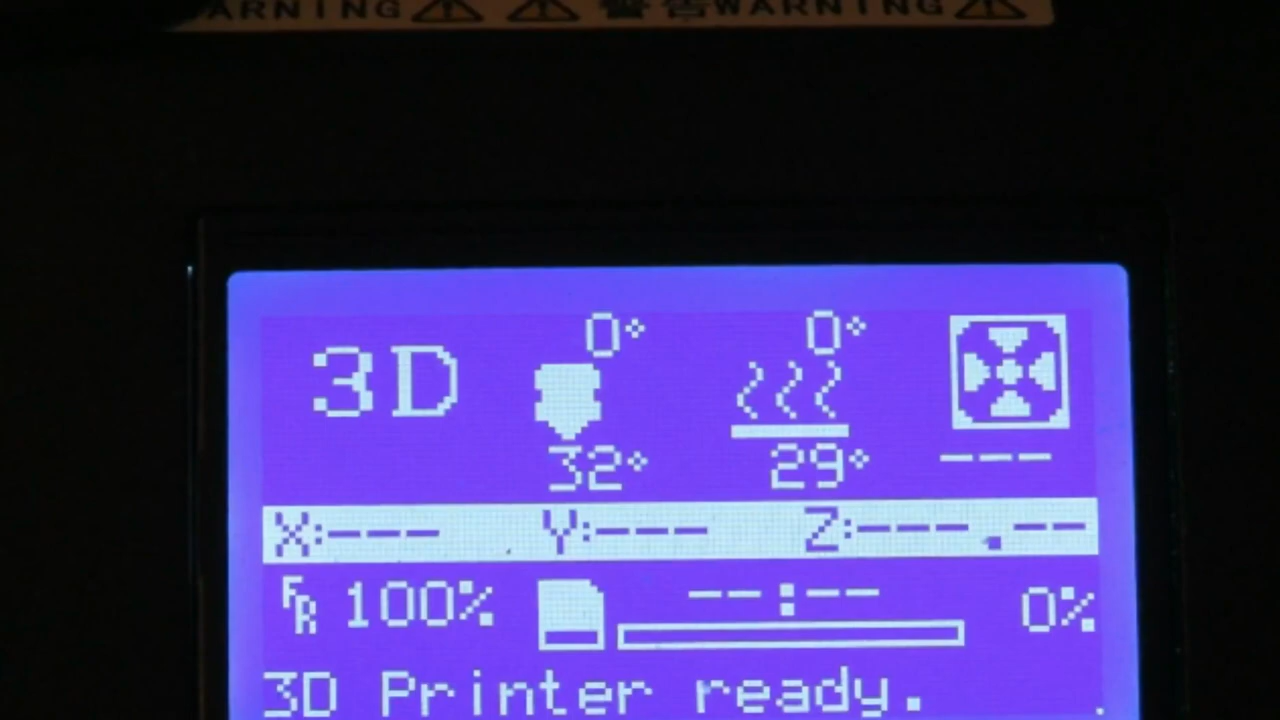 WARNING 警告WARNING
3D 0° 0°
32° 29° ---
X:--- Y:--- Z:---.--
FR 100% --:-- 0%
3D Printer ready.